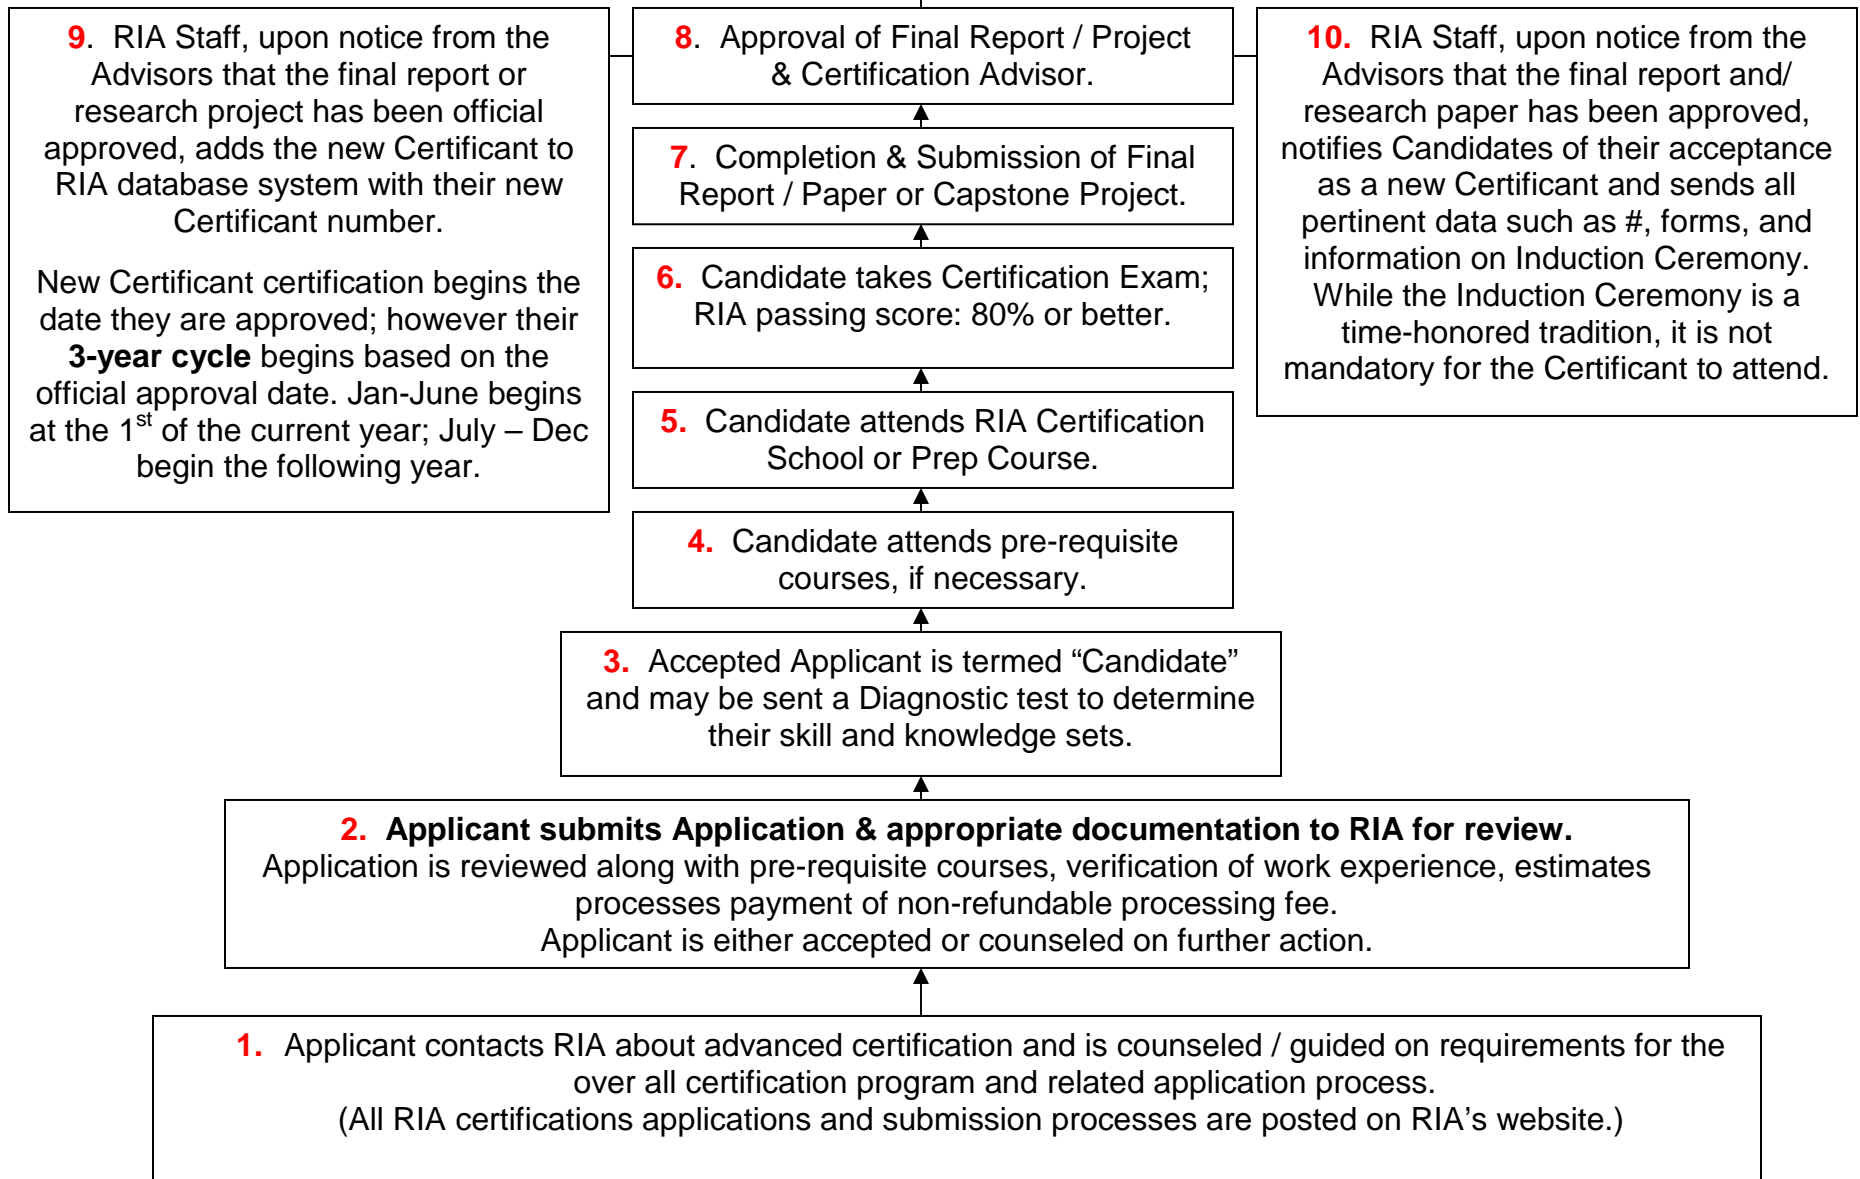 9.  RIA Staff, upon notice from the
Advisors that the final report or
research project has been official
approved, adds the new Certificant to
RIA database system with their new
Certificant number.
New Certificant certification begins the
date they are approved; however their
3-year cycle begins based on the
official approval date. Jan-June begins
at the 1st of the current year; July – Dec
begin the following year.
8.  Approval of Final Report / Project
& Certification Advisor.
10.  RIA Staff, upon notice from the
Advisors that the final report and/
research paper has been approved,
notifies Candidates of their acceptance
as a new Certificant and sends all
pertinent data such as #, forms, and
information on Induction Ceremony.
While the Induction Ceremony is a
time-honored tradition, it is not
mandatory for the Certificant to attend.
7.  Completion & Submission of Final
Report / Paper or Capstone Project.
6.  Candidate takes Certification Exam;
RIA passing score: 80% or better.
5.  Candidate attends RIA Certification
School or Prep Course.
4.  Candidate attends pre-requisite
courses, if necessary.
3.  Accepted Applicant is termed “Candidate”
and may be sent a Diagnostic test to determine
their skill and knowledge sets.
2.  Applicant submits Application & appropriate documentation to RIA for review.
Application is reviewed along with pre-requisite courses, verification of work experience, estimates
processes payment of non-refundable processing fee.
Applicant is either accepted or counseled on further action.
1.  Applicant contacts RIA about advanced certification and is counseled / guided on requirements for the
over all certification program and related application process.
(All RIA certifications applications and submission processes are posted on RIA’s website.)